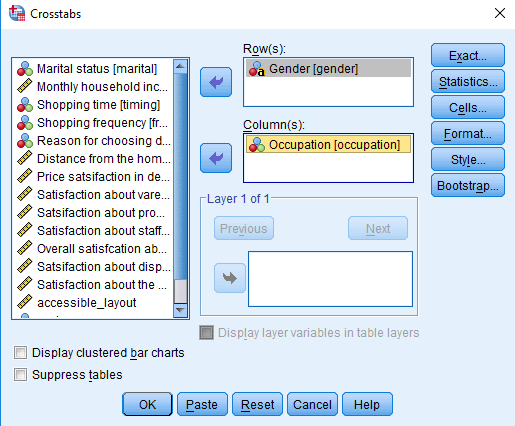 Crosstabs
Marital status [marital]
Monthly household inc...
Shopping time [timing]
Shopping frequency [fr...
Reason for choosing d...
Distance from the hom...
Price satsifaction in de...
Satisfaction about vare...
Satisfaction about pro...
Satisfaction about staff...
Overall satisfcation ab...
Satsifaction about disp...
Satisfaction about the ...
accessible_layout
Row(s):
Gender [gender]
Column(s):
Occupation [occupation]
Layer 1 of 1
Previous
Next
Display layer variables in table layers
Exact...
Statistics...
Cells...
Format...
Style...
Bootstrap...
Display clustered bar charts
Suppress tables
OK
Paste
Reset
Cancel
Help